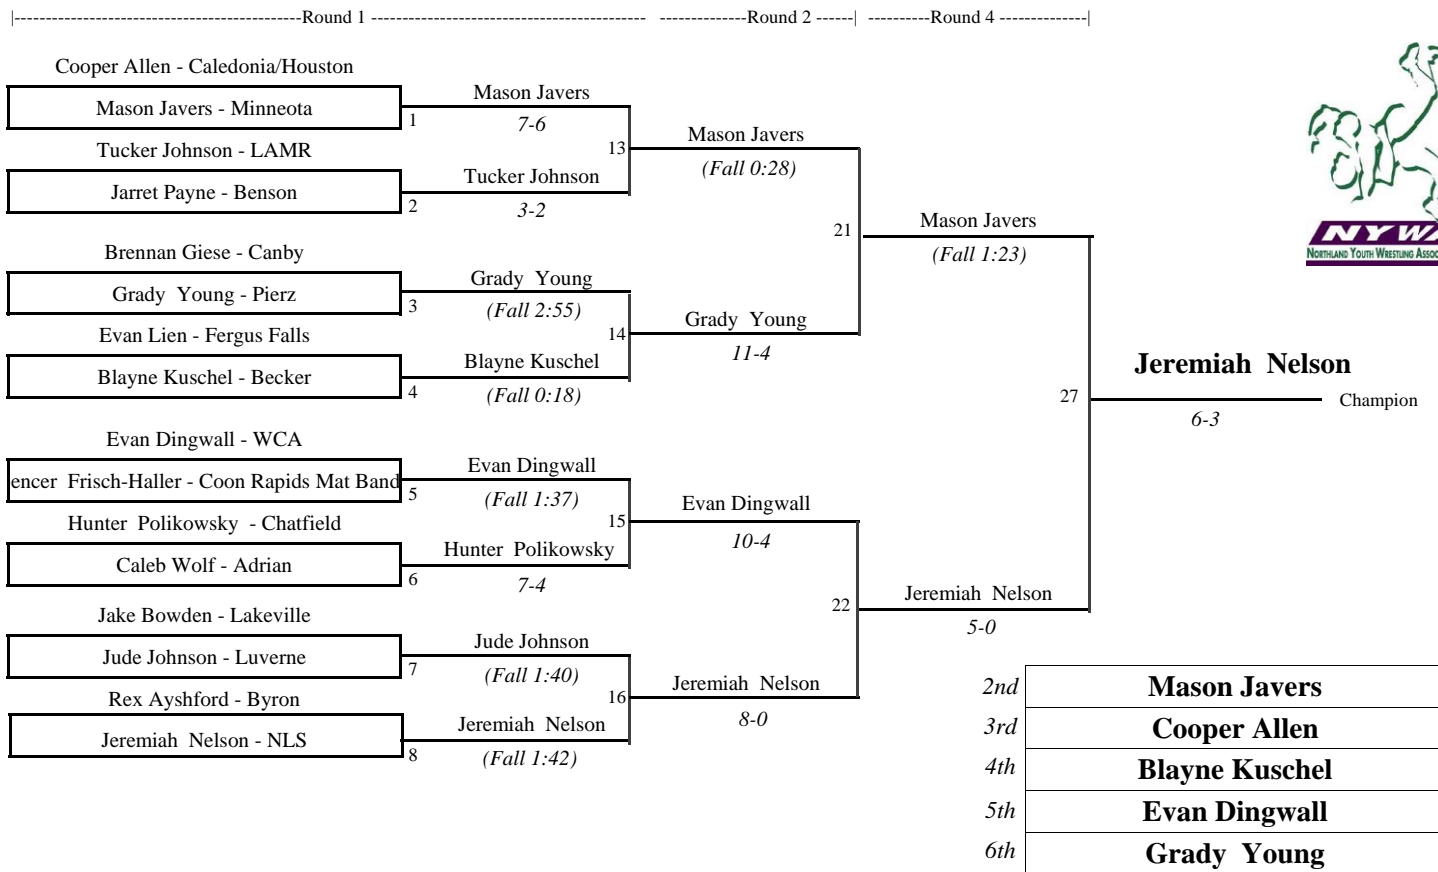 |-----------------------------------------------Round 1 --------------------------------------------- --------------Round 2 ------| ----------Round 4 --------------|
Cooper Allen - Caledonia/Houston
Mason Javers - Minneota
1
Mason Javers
7-6
Tucker Johnson - LAMR
Jarret Payne - Benson
2
Tucker Johnson
3-2
13
Mason Javers
(Fall 0:28)
Brennan Giese - Canby
Grady Young - Pierz
3
Grady Young
(Fall 2:55)
Evan Lien - Fergus Falls
Blayne Kuschel - Becker
4
Blayne Kuschel
(Fall 0:18)
14
Grady Young
11-4
21
Mason Javers
(Fall 1:23)
Evan Dingwall - WCA
encer Frisch-Haller - Coon Rapids Mat Band
5
Evan Dingwall
(Fall 1:37)
Hunter Polikowsky - Chatfield
Caleb Wolf - Adrian
6
Hunter Polikowsky
7-4
15
Evan Dingwall
10-4
Jake Bowden - Lakeville
Jude Johnson - Luverne
7
Jude Johnson
(Fall 1:40)
Rex Ayshford - Byron
Jeremiah Nelson - NLS
8
Jeremiah Nelson
(Fall 1:42)
16
Jeremiah Nelson
8-0
22
Jeremiah Nelson
5-0
27
Jeremiah Nelson
Champion
6-3
NYWA
Northland Youth Wrestling Assoc
2nd Mason Javers
3rd Cooper Allen
4th Blayne Kuschel
5th Evan Dingwall
6th Grady Young